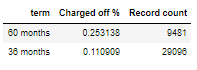 term Charged off % Record count
60 months 0.253138 9481
36 months 0.110909 29096